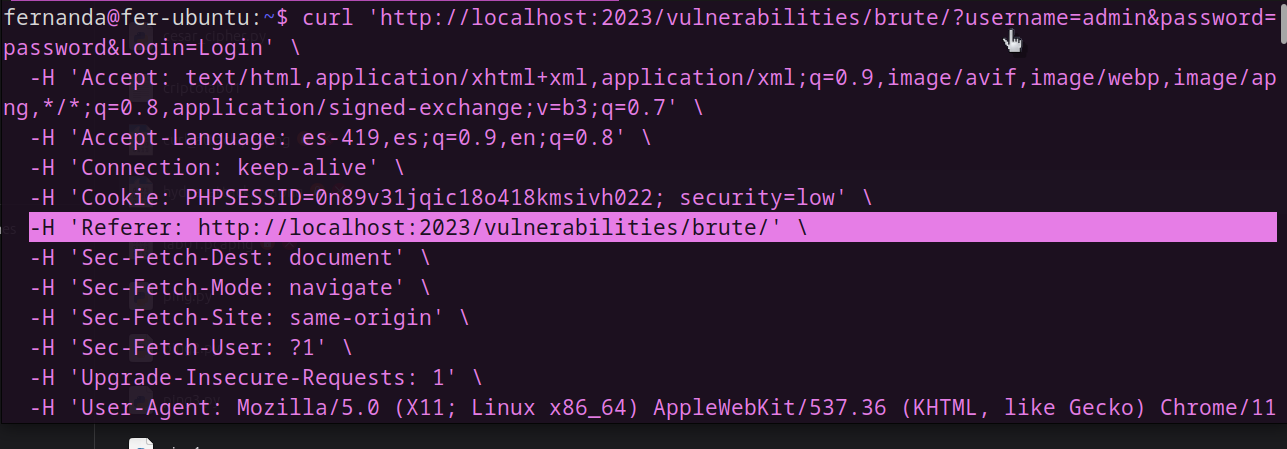 fernanda@fer-ubuntu:~$ curl 'http://localhost:2023/vulnerabilities/brute/?username=admin&password=
password&Login=Login' \
-H 'Accept: text/html,application/xhtml+xml,application/xml;q=0.9,image/avif,image/webp,image/ap
ng,*/*;q=0.8,application/signed-exchange;v=b3;q=0.7' \
-H 'Accept-Language: es-419,es;q=0.9,en;q=0.8' \
-H 'Connection: keep-alive' \
-H 'Cookie: PHPSESSID=0n89v31jqic18o418kmsivh022; security=low' \
-H 'Referer: http://localhost:2023/vulnerabilities/brute/' \
-H 'Sec-Fetch-Dest: document' \
-H 'Sec-Fetch-Mode: navigate' \
-H 'Sec-Fetch-Site: same-origin' \
-H 'Sec-Fetch-User: ?1' \
-H 'Upgrade-Insecure-Requests: 1' \
-H 'User-Agent: Mozilla/5.0 (X11; Linux x86_64) AppleWebKit/537.36 (KHTML, like Gecko) Chrome/11